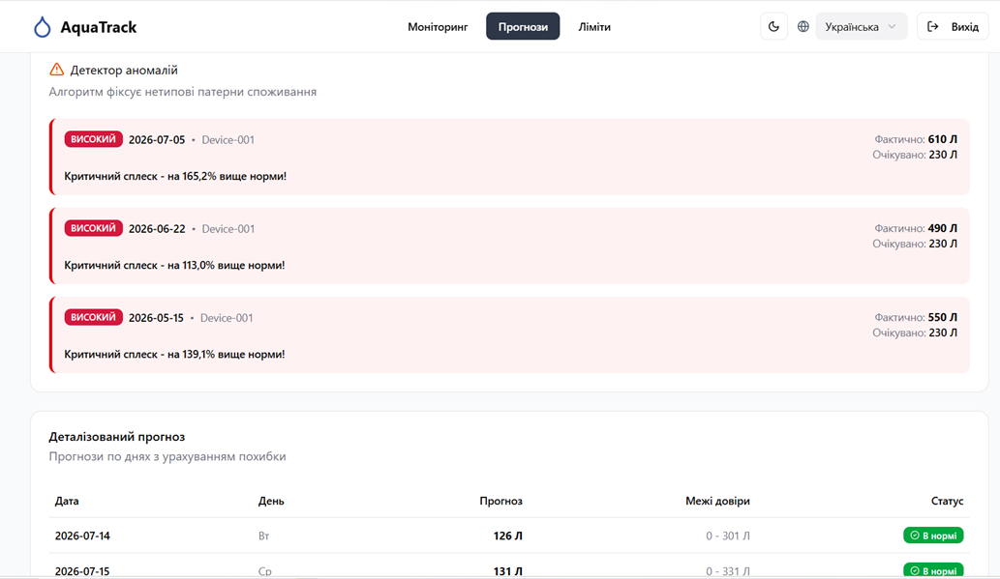 AquaTrack
Моніторинг
Прогнози
Ліміти
Українська
Вихід
Детектор аномалій
Алгоритм фіксує нетипові патерни споживання
ВИСОКИЙ 2026-07-05 • Device-001
Фактично: 610 Л
Очікувано: 230 Л
Критичний сплеск - на 165,2% вище норми!
ВИСОКИЙ 2026-06-22 • Device-001
Фактично: 490 Л
Очікувано: 230 Л
Критичний сплеск - на 113,0% вище норми!
ВИСОКИЙ 2026-05-15 • Device-001
Фактично: 550 Л
Очікувано: 230 Л
Критичний сплеск - на 139,1% вище норми!
Деталізований прогноз
Прогнози по днях з урахуванням похибки
Дата День Прогноз Межі довіри Статус
2026-07-14 Вт 126 Л 0 - 301 Л В нормі
2026-07-15 Ср 131 Л 0 - 331 Л В нормі